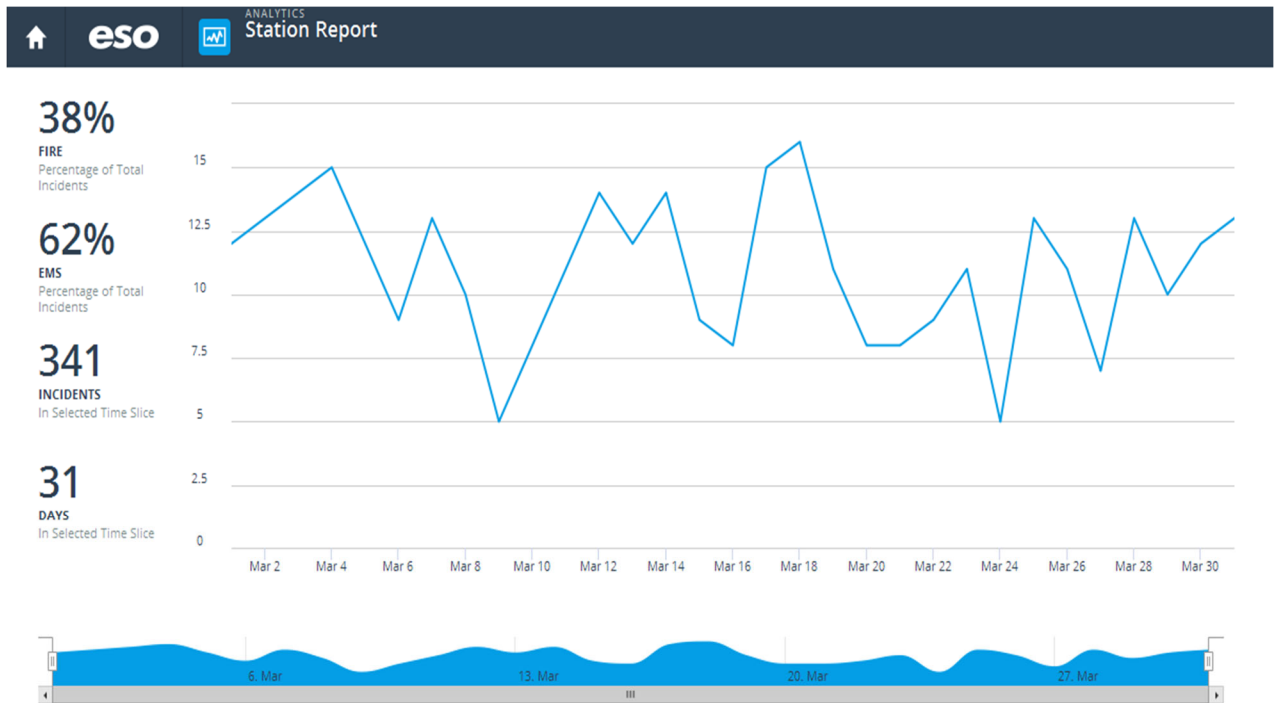 eso
ANALYTICS
Station Report
38%
FIRE
Percentage of Total
Incidents
62%
EMS
Percentage of Total
Incidents
341
INCIDENTS
In Selected Time Slice
31
DAYS
In Selected Time Slice
15
12.5
10
7.5
5
2.5
0
Mar 2 Mar 4 Mar 6 Mar 8 Mar 10 Mar 12 Mar 14 Mar 16 Mar 18 Mar 20 Mar 22 Mar 24 Mar 26 Mar 28 Mar 30
6. Mar 13. Mar 20. Mar 27. Mar